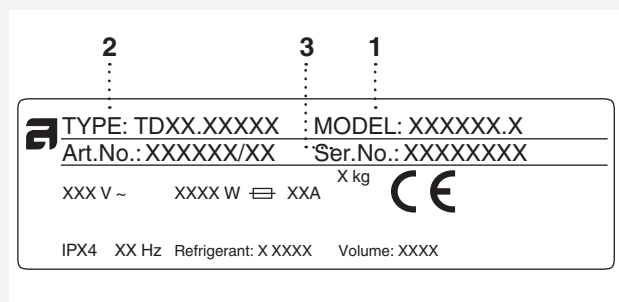 2 3 1
TYPE: TDXX.XXXXX MODEL: XXXXXX.X
Art.No.: XXXXXX/XX Ser.No.: XXXXXXXX
X kg
XXX V ~ XXXX W XXA CE
IPX4 XX Hz Refrigerant: X XXXX Volume: XXXX